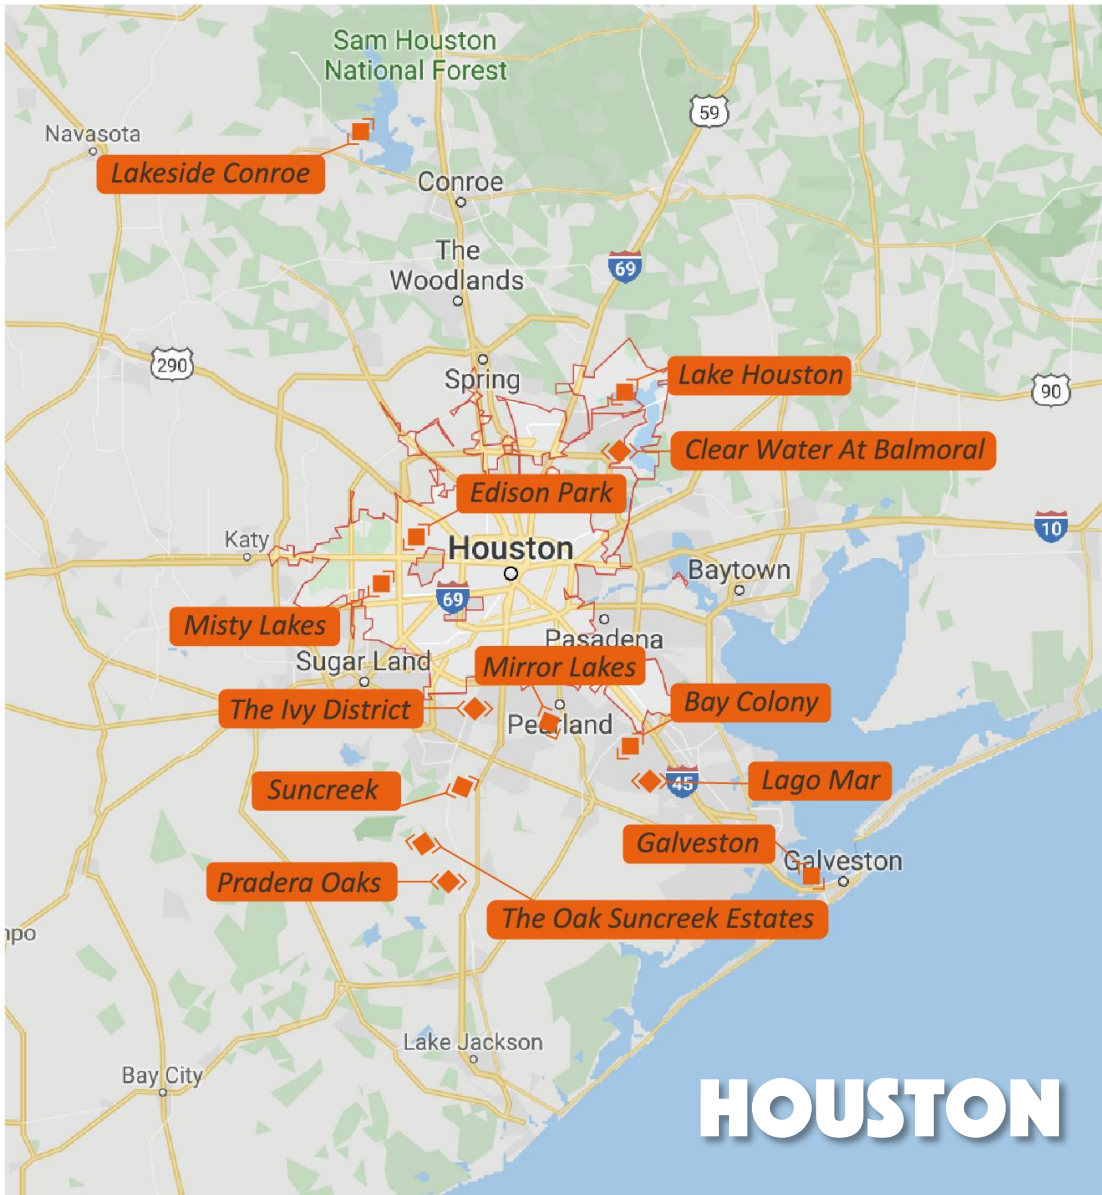 Sam Houston
National Forest
59
Navasota
Lakeside Conroe
Conroe
The
Woodlands
69
290
Spring
Lake Houston
90
Clear Water At Balmoral
Edison Park
10
Katy
Houston
Baytown
69
Misty Lakes
Pasadena
Sugar Land
Mirror Lakes
Bay Colony
The Ivy District
Pearland
45
Lago Mar
Suncreek
Galveston
Galveston
Pradera Oaks
The Oak Suncreek Estates
npo
Lake Jackson
Bay City
HOUSTON